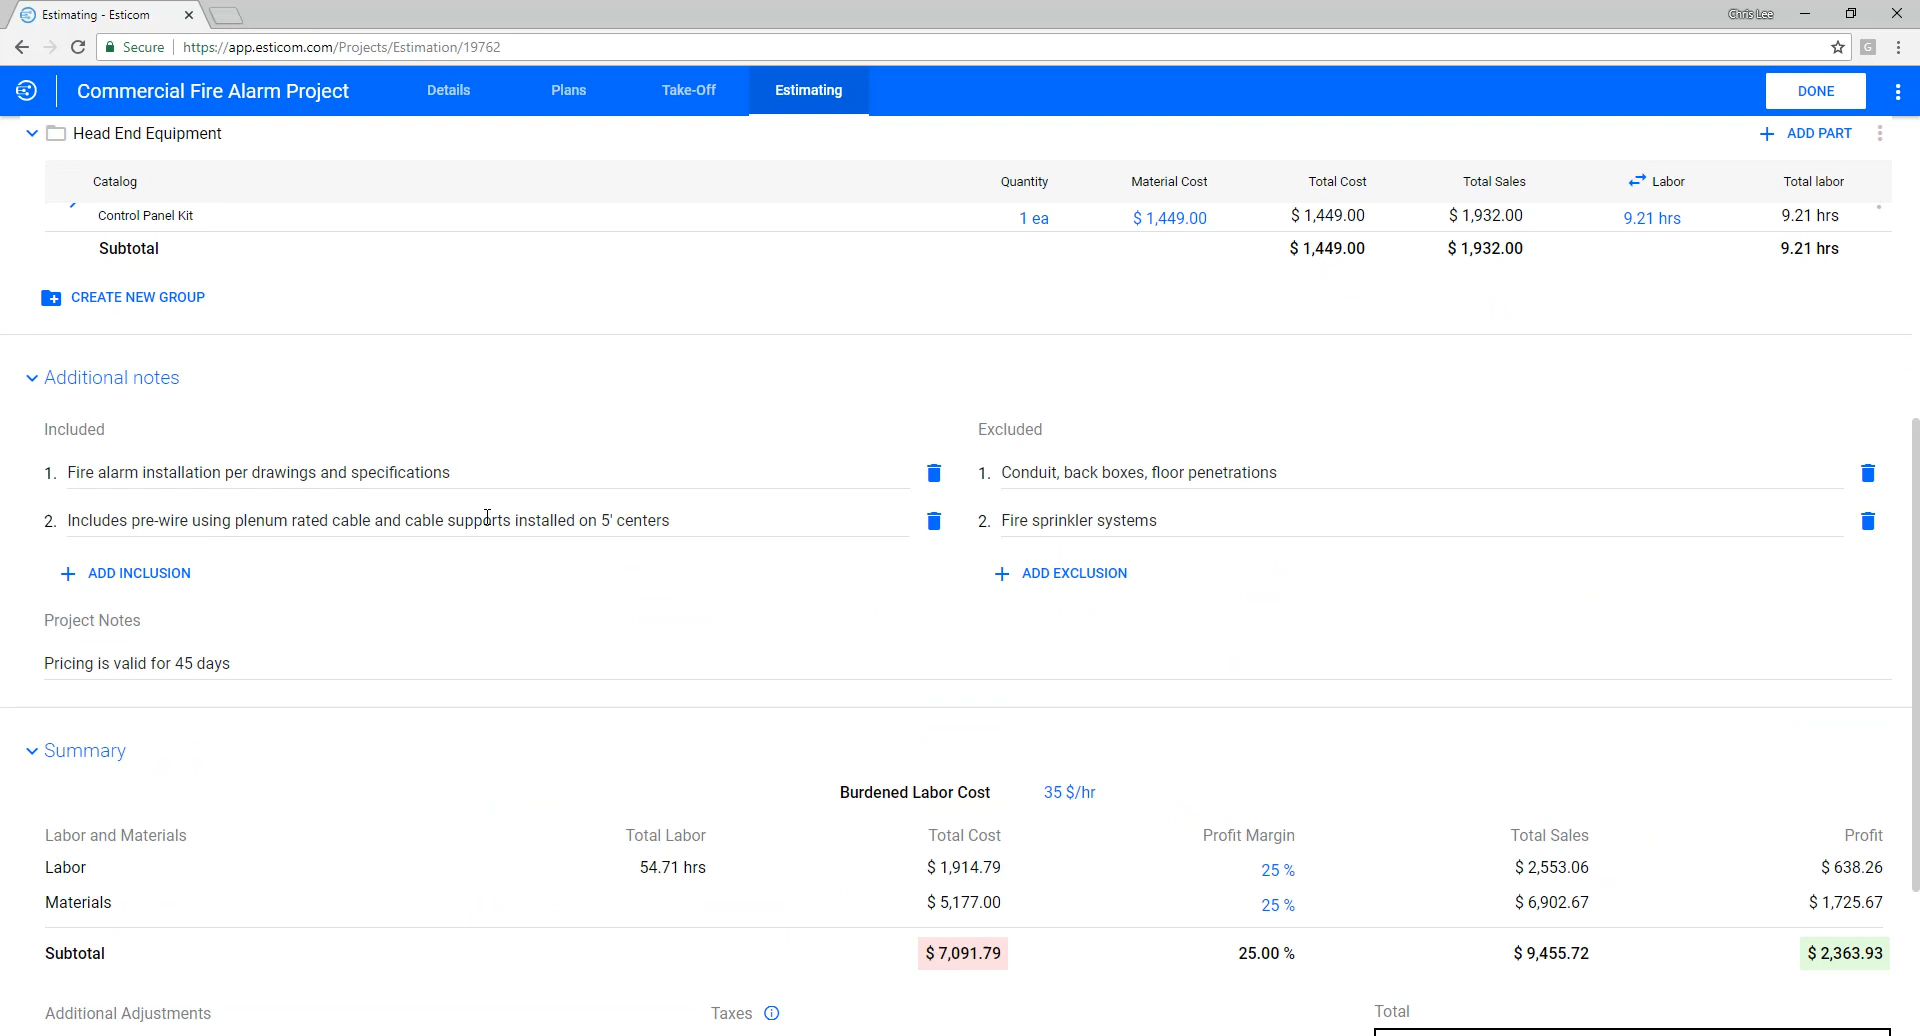 Estimating - Esticom
Chris Lee
Secure https://app.esticom.com/Projects/Estimation/19762
G
Commercial Fire Alarm Project Details Plans Take-Off Estimating DONE
Head End Equipment + ADD PART
Catalog Quantity Material Cost Total Cost Total Sales Labor Total labor
Control Panel Kit 1 ea $ 1,449.00 $ 1,449.00 $ 1,932.00 9.21 hrs 9.21 hrs
Subtotal $ 1,449.00 $ 1,932.00 9.21 hrs
CREATE NEW GROUP
Additional notes
Included Excluded
1. Fire alarm installation per drawings and specifications 1. Conduit, back boxes, floor penetrations
2. Includes pre-wire using plenum rated cable and cable supports installed on 5' centers 2. Fire sprinkler systems
+ ADD INCLUSION + ADD EXCLUSION
Project Notes
Pricing is valid for 45 days
Summary
Burdened Labor Cost 35 $/hr
Labor and Materials Total Labor Total Cost Profit Margin Total Sales Profit
Labor 54.71 hrs $ 1,914.79 25 % $ 2,553.06 $ 638.26
Materials $ 5,177.00 25 % $ 6,902.67 $ 1,725.67
Subtotal $ 7,091.79 25.00 % $ 9,455.72 $ 2,363.93
Additional Adjustments Taxes Total